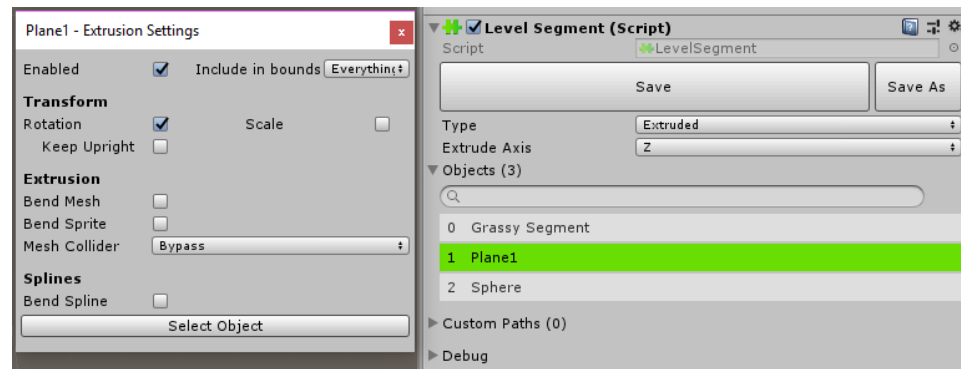 Plane1 - Extrusion Settings
x
Enabled Include in bounds Everything
Transform
Rotation Scale
Keep Upright
Extrusion
Bend Mesh
Bend Sprite
Mesh Collider Bypass
Splines
Bend Spline
Select Object
Level Segment (Script)
Script LevelSegment
Save Save As
Type Extruded
Extrude Axis Z
Objects (3)
0 Grassy Segment
1 Plane1
2 Sphere
Custom Paths (0)
Debug